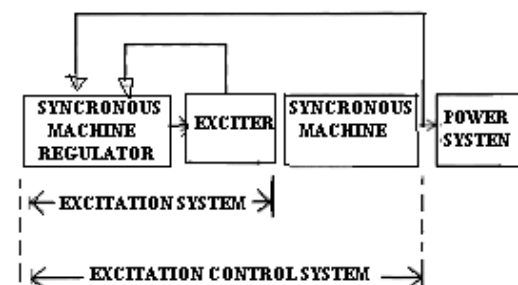 SYNCRONOUS
MACHINE
REGULATOR
EXCITER
SYNCRONOUS
MACHINE
POWER
SYSTEN
EXCITATION SYSTEM
EXCITATION CONTROL SYSTEM